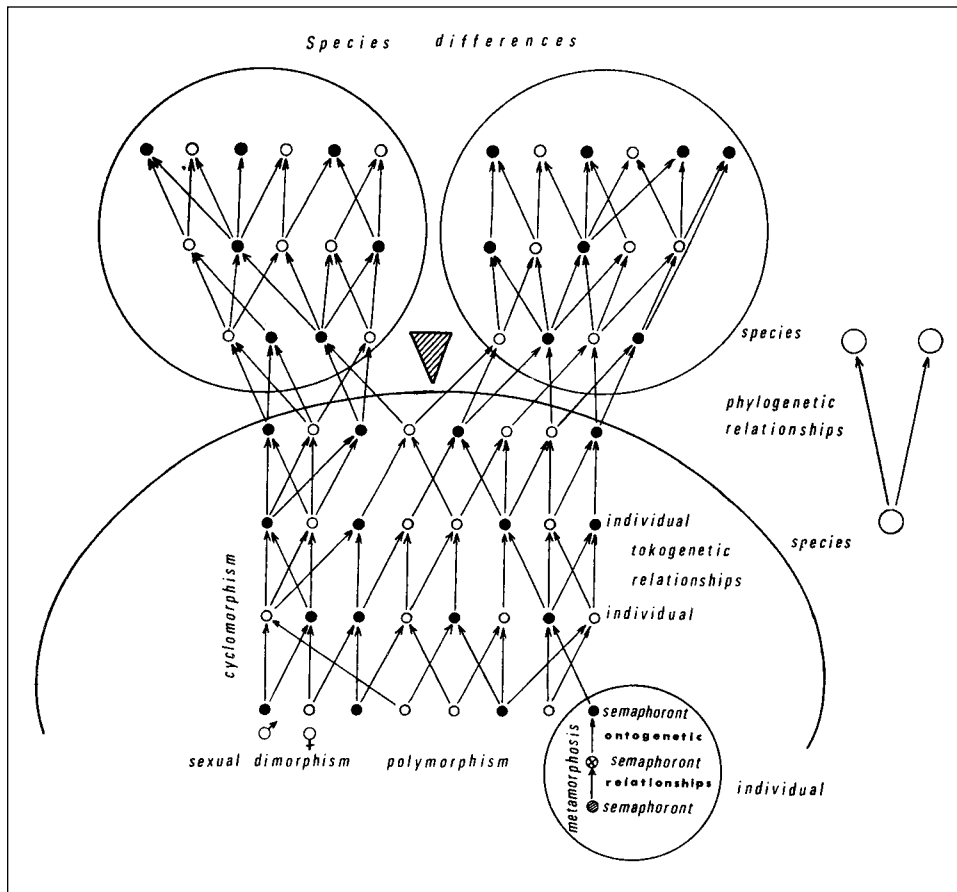 Species differences
species
phylogenetic
relationships
species
individual
tokogenetic
relationships
individual
cyclomorphism
♂ ♀
sexual dimorphism polymorphism
semaphoront
ontogenetic
semaphoront
relationships
semaphoront
metamorphosis
individual